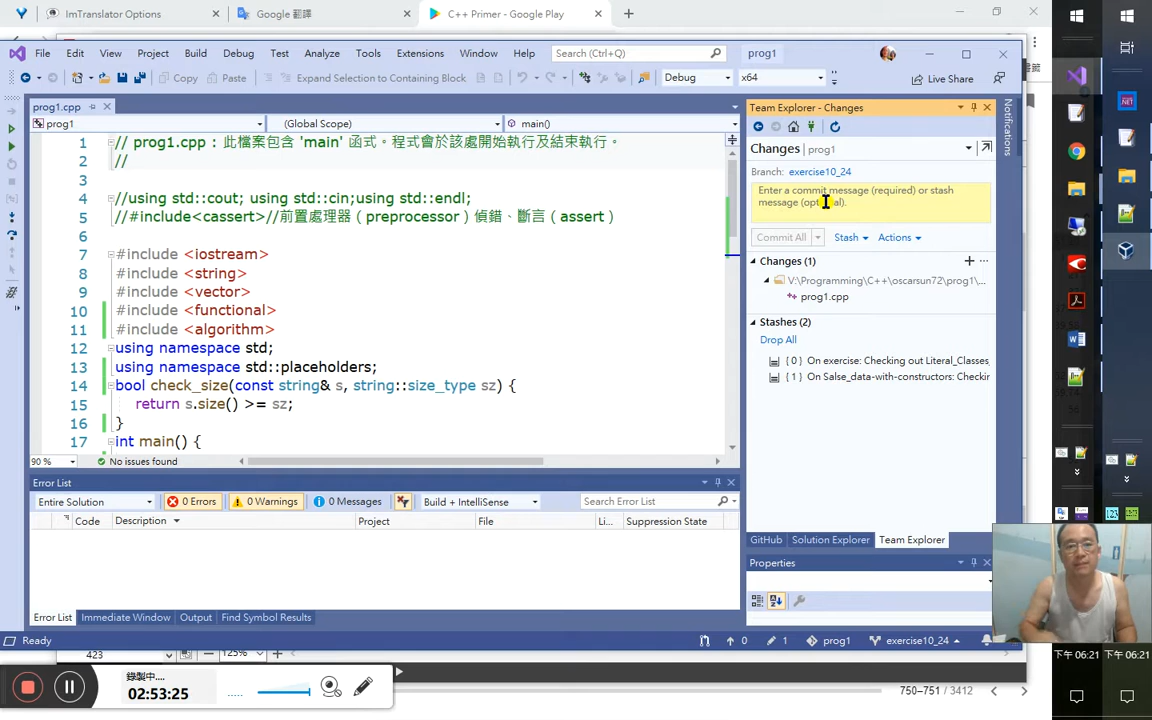 ImTranslator Options
Google 翻譯
C++ Primer - Google Play
File Edit View Project Build Debug Test Analyze Tools Extensions Window Help
Search (Ctrl+Q)
prog1
Copy
Paste
Expand Selection to Containing Block
Debug
x64
Live Share
prog1.cpp
prog1
(Global Scope)
main()
1 // prog1.cpp : 此檔案包含 'main' 函式。程式會於該處開始執行及結束執行。
2 //
3
4 //using std::cout; using std::cin;using std::endl;
5 //#include<cassert>//前置處理器（preprocessor）偵錯、斷言（assert）
6
7 #include <iostream>
8 #include <string>
9 #include <vector>
10 #include <functional>
11 #include <algorithm>
12 using namespace std;
13 using namespace std::placeholders;
14 bool check_size(const string& s, string::size_type sz) {
15 return s.size() >= sz;
16 }
17 int main() {
90 %
No issues found
Error List
Entire Solution
0 Errors
0 Warnings
0 Messages
Build + IntelliSense
Search Error List
Code
Description
Project
File
Li...
Suppression State
Error List
Immediate Window
Output
Find Symbol Results
Team Explorer - Changes
Changes prog1
Branch: exercise10_24
Enter a commit message (required) or stash
message (optional).
Commit All
Stash
Actions
Changes (1)
V:\Programming\C++\oscarsun72\prog1\...
prog1.cpp
Stashes (2)
Drop All
{ 0 } On exercise: Checking out Literal_Classes_
{ 1 } On Salse_data-with-constructors: Checkir
GitHub
Solution Explorer
Team Explorer
Properties
Notifications
Ready
0
1
prog1
exercise10_24
423
125%
錄製中...
02:53:25
750–751 / 3412
下午 06:21
下午 06:21